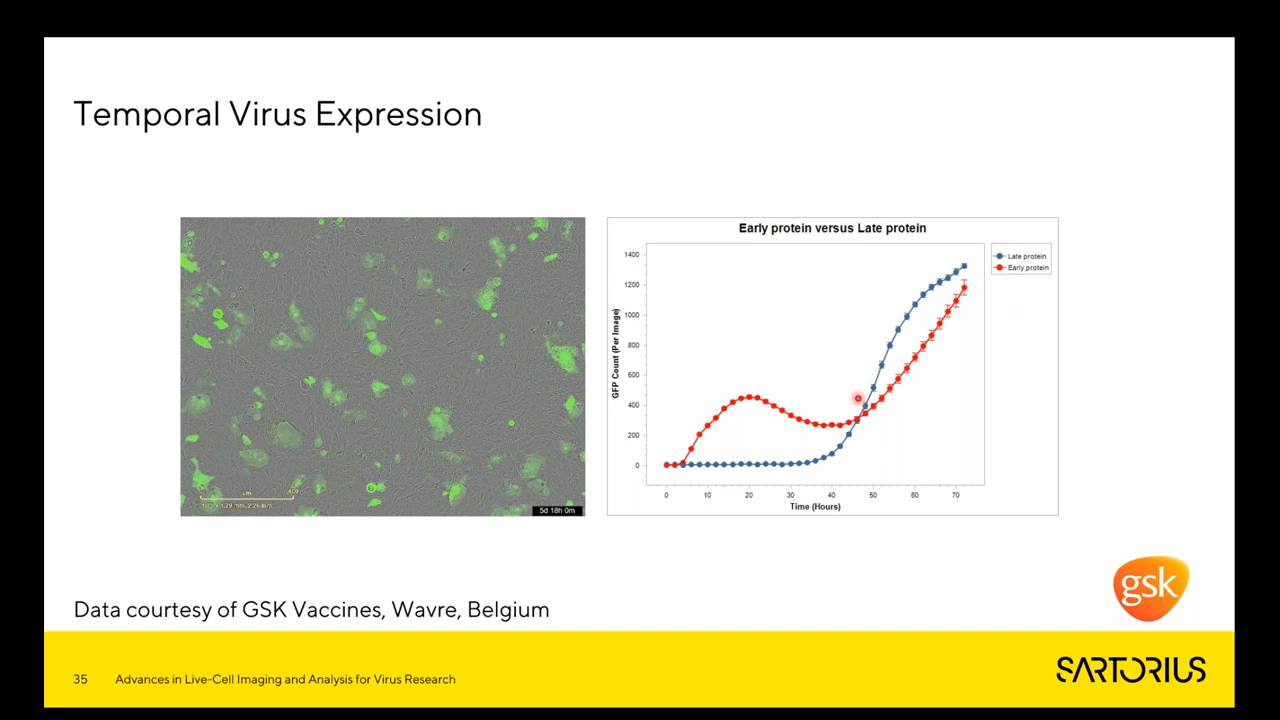 Temporal Virus Expression
5d 18h 0m
Early protein versus Late protein
GFP Count (Per Image)
1400
1200
1000
800
600
400
200
0
0 10 20 30 40 50 60 70
Time (Hours)
Late protein
Early protein
Data courtesy of GSK Vaccines, Wavre, Belgium
gsk
35 Advances in Live-Cell Imaging and Analysis for Virus Research
SARTORIUS